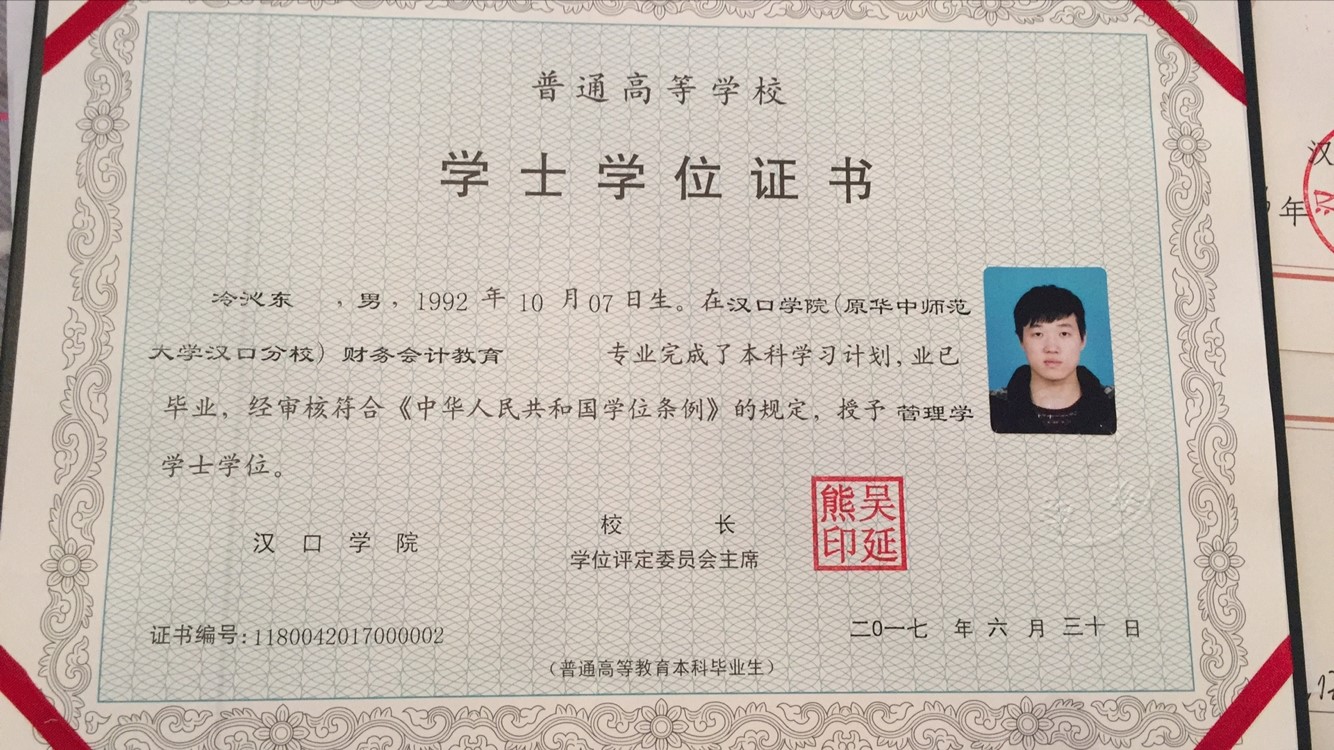 普通高等学校
学士学位证书
冷沁东，男，1992年10月07日生。在汉口学院(原华中师范
大学汉口分校) 财务会计教育 专业完成了本科学习计划，业已
毕业，经审核符合《中华人民共和国学位条例》的规定，授予 管理学
学士学位。
汉口学院
校长
学位评定委员会主席
吴延熊印
证书编号:1180042017000002
二0一七 年 六 月 三十 日
（普通高等教育本科毕业生）
汉
年